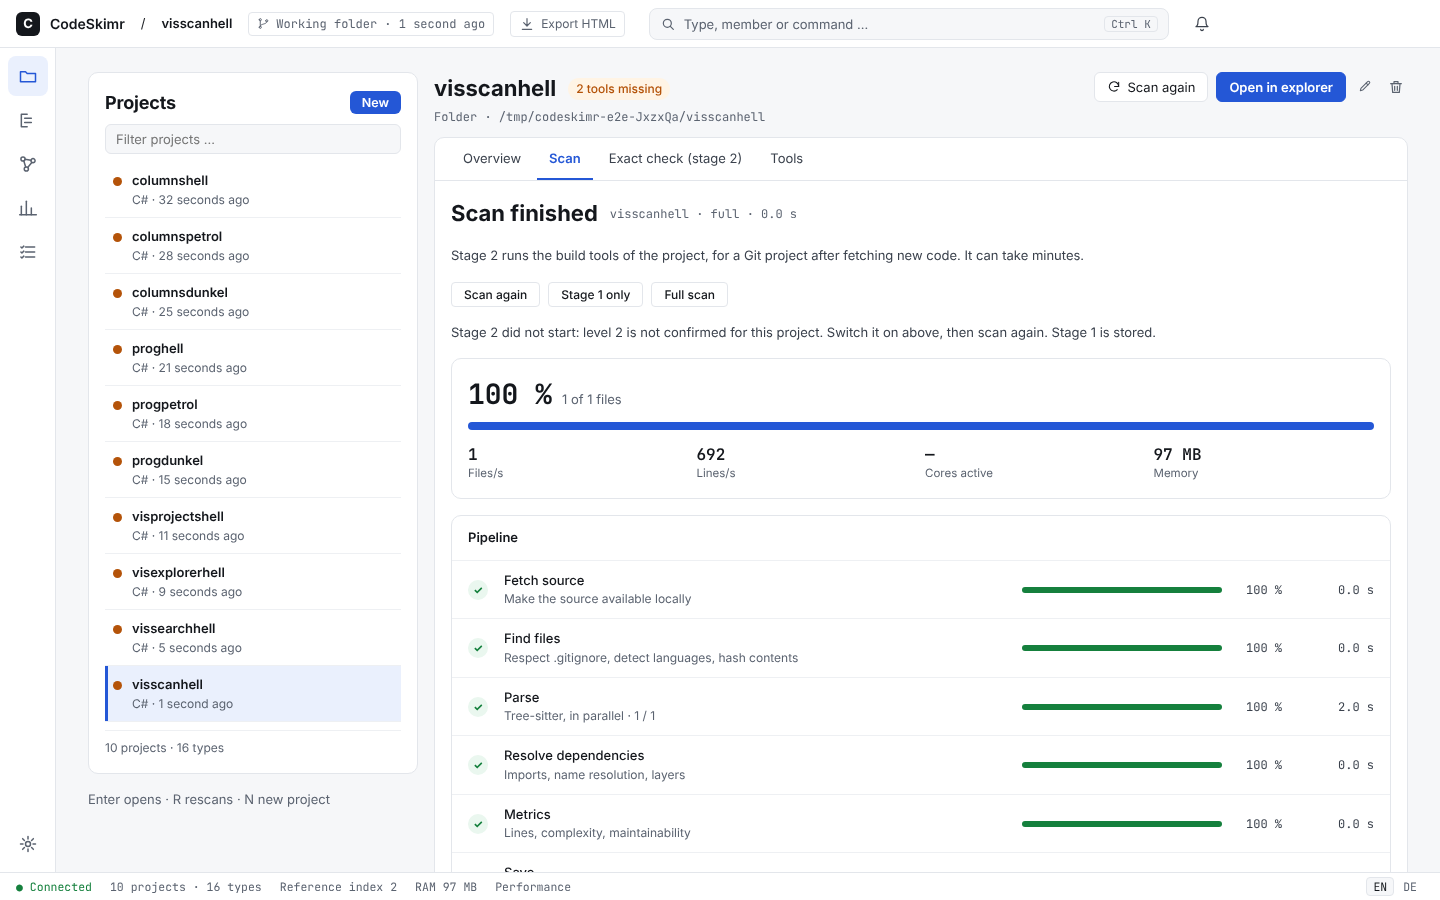 C CodeSkimr / visscanhell Working folder · 1 second ago Export HTML Type, member or command ... Ctrl K
Projects New
Filter projects ...
columnshell
C# · 32 seconds ago
columnspetrol
C# · 28 seconds ago
columnsdunkel
C# · 25 seconds ago
proghell
C# · 21 seconds ago
progpetrol
C# · 18 seconds ago
progdunkel
C# · 15 seconds ago
visprojectshell
C# · 11 seconds ago
visexplorerhell
C# · 9 seconds ago
vissearchhell
C# · 5 seconds ago
visscanhell
C# · 1 second ago
10 projects · 16 types
Enter opens · R rescans · N new project
visscanhell 2 tools missing Scan again Open in explorer
Folder · /tmp/codeskimr-e2e-JxzxQa/visscanhell
Overview Scan Exact check (stage 2) Tools
Scan finished visscanhell · full · 0.0 s
Stage 2 runs the build tools of the project, for a Git project after fetching new code. It can take minutes.
Scan again Stage 1 only Full scan
Stage 2 did not start: level 2 is not confirmed for this project. Switch it on above, then scan again. Stage 1 is stored.
100 % 1 of 1 files
1 692 – 97 MB
Files/s Lines/s Cores active Memory
Pipeline
Fetch source
Make the source available locally 100 % 0.0 s
Find files
Respect .gitignore, detect languages, hash contents 100 % 0.0 s
Parse
Tree-sitter, in parallel · 1 / 1 100 % 2.0 s
Resolve dependencies
Imports, name resolution, layers 100 % 0.0 s
Metrics
Lines, complexity, maintainability 100 % 0.0 s
Save
Connected 10 projects · 16 types Reference index 2 RAM 97 MB Performance EN DE